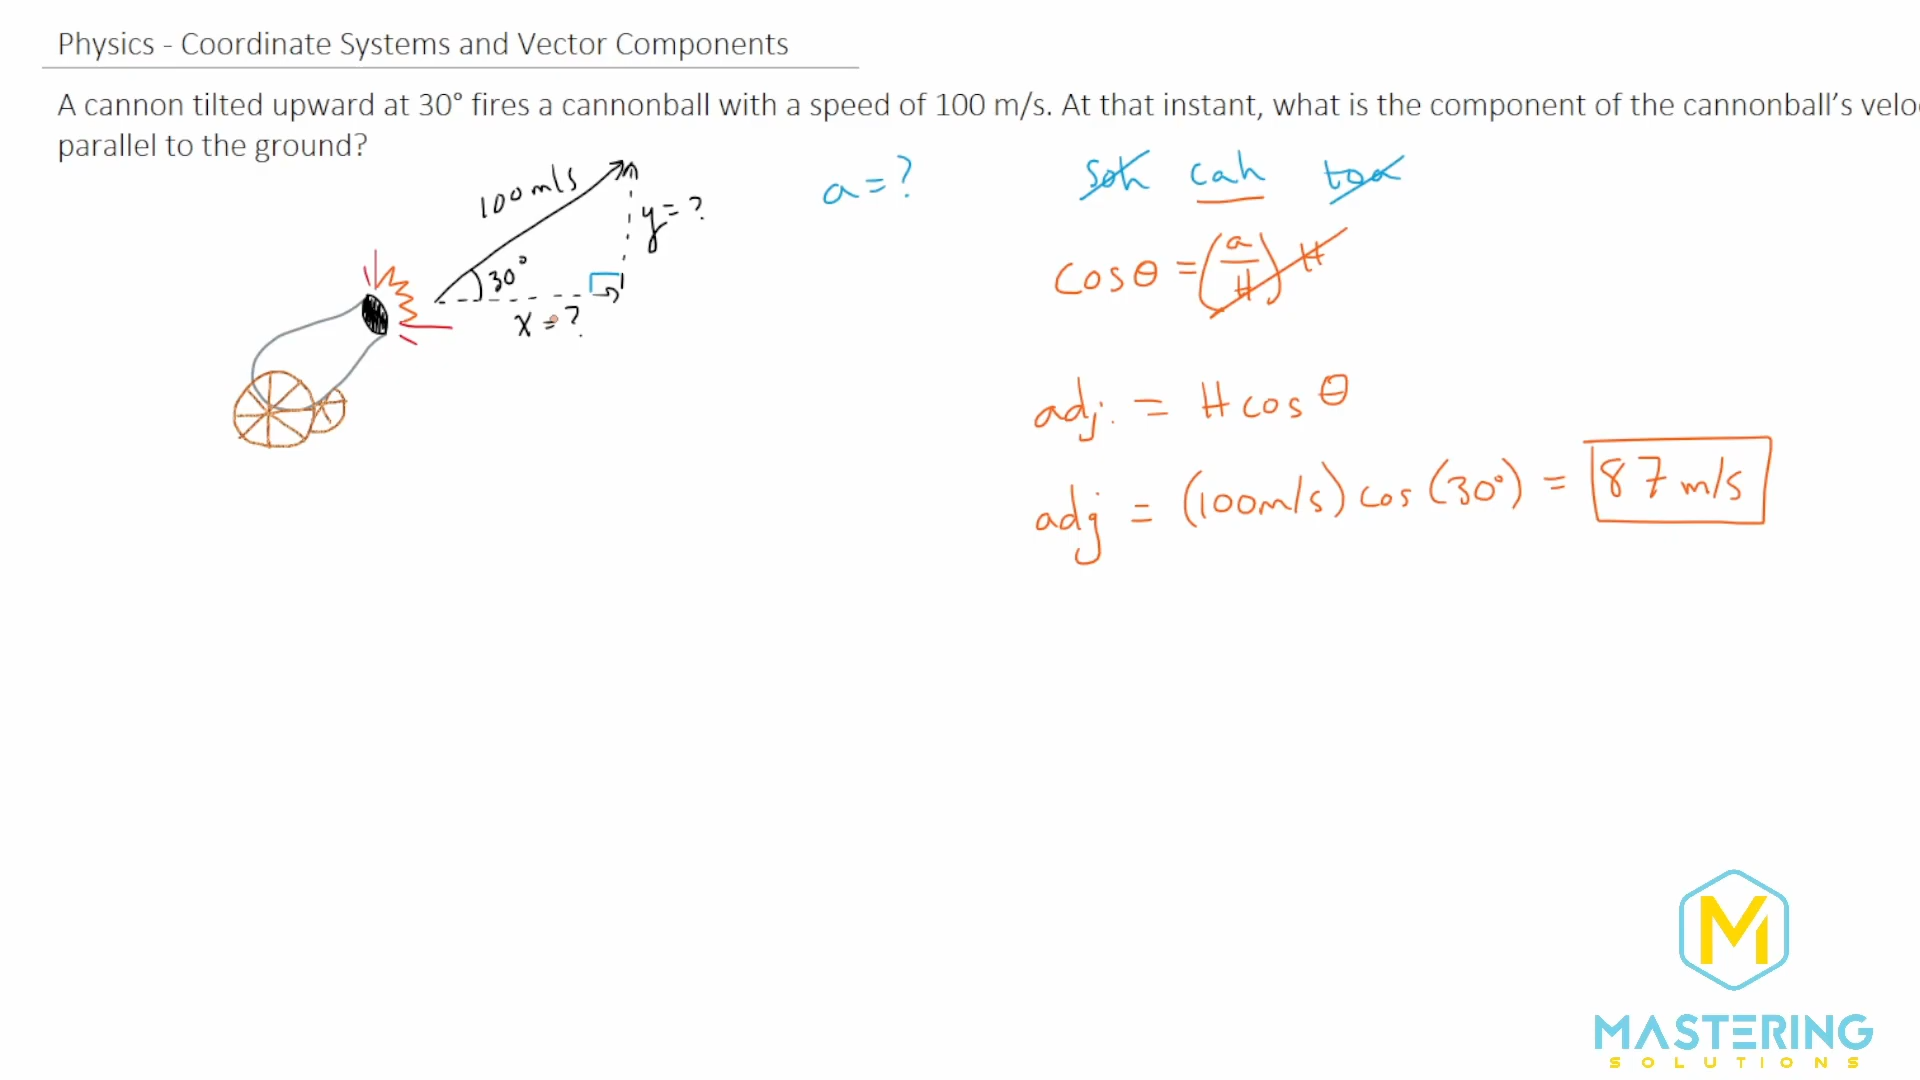 Physics - Coordinate Systems and Vector Components
A cannon tilted upward at 30° fires a cannonball with a speed of 100 m/s. At that instant, what is the component of the cannonball’s velo
parallel to the ground?
100 m/s
30°
y = ?
x = ?
a = ?
soh cah toa
cos θ = (a/H) H
adj. = H cos θ
adj = (100m/s) cos (30°) = 87 m/s
M
MASTERING
SOLUTIONS